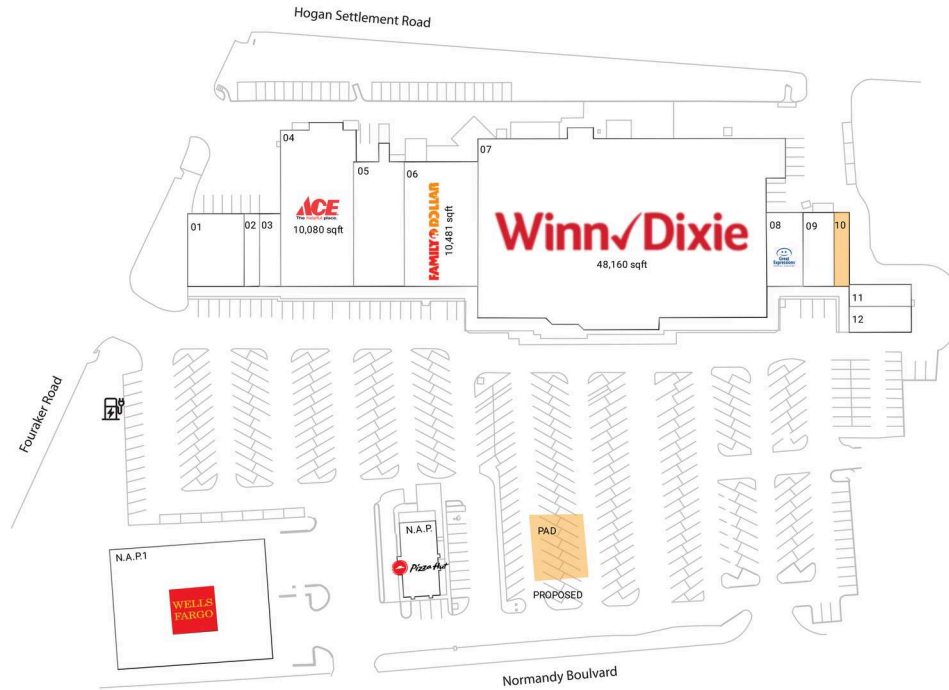 Hogan Settlement Road
04
ACE
The helpful place.
10,080 sqft
05
06
FAMILY DOLLAR
10,481 sqft
07
Winn Dixie
48,160 sqft
01
02
03
08
Great
Expressions
09
10
11
12
Fouraker Road
N.A.P.
Pizza Hut
PAD
PROPOSED
N.A.P.1
WELLS
FARGO
Normandy Boulvard